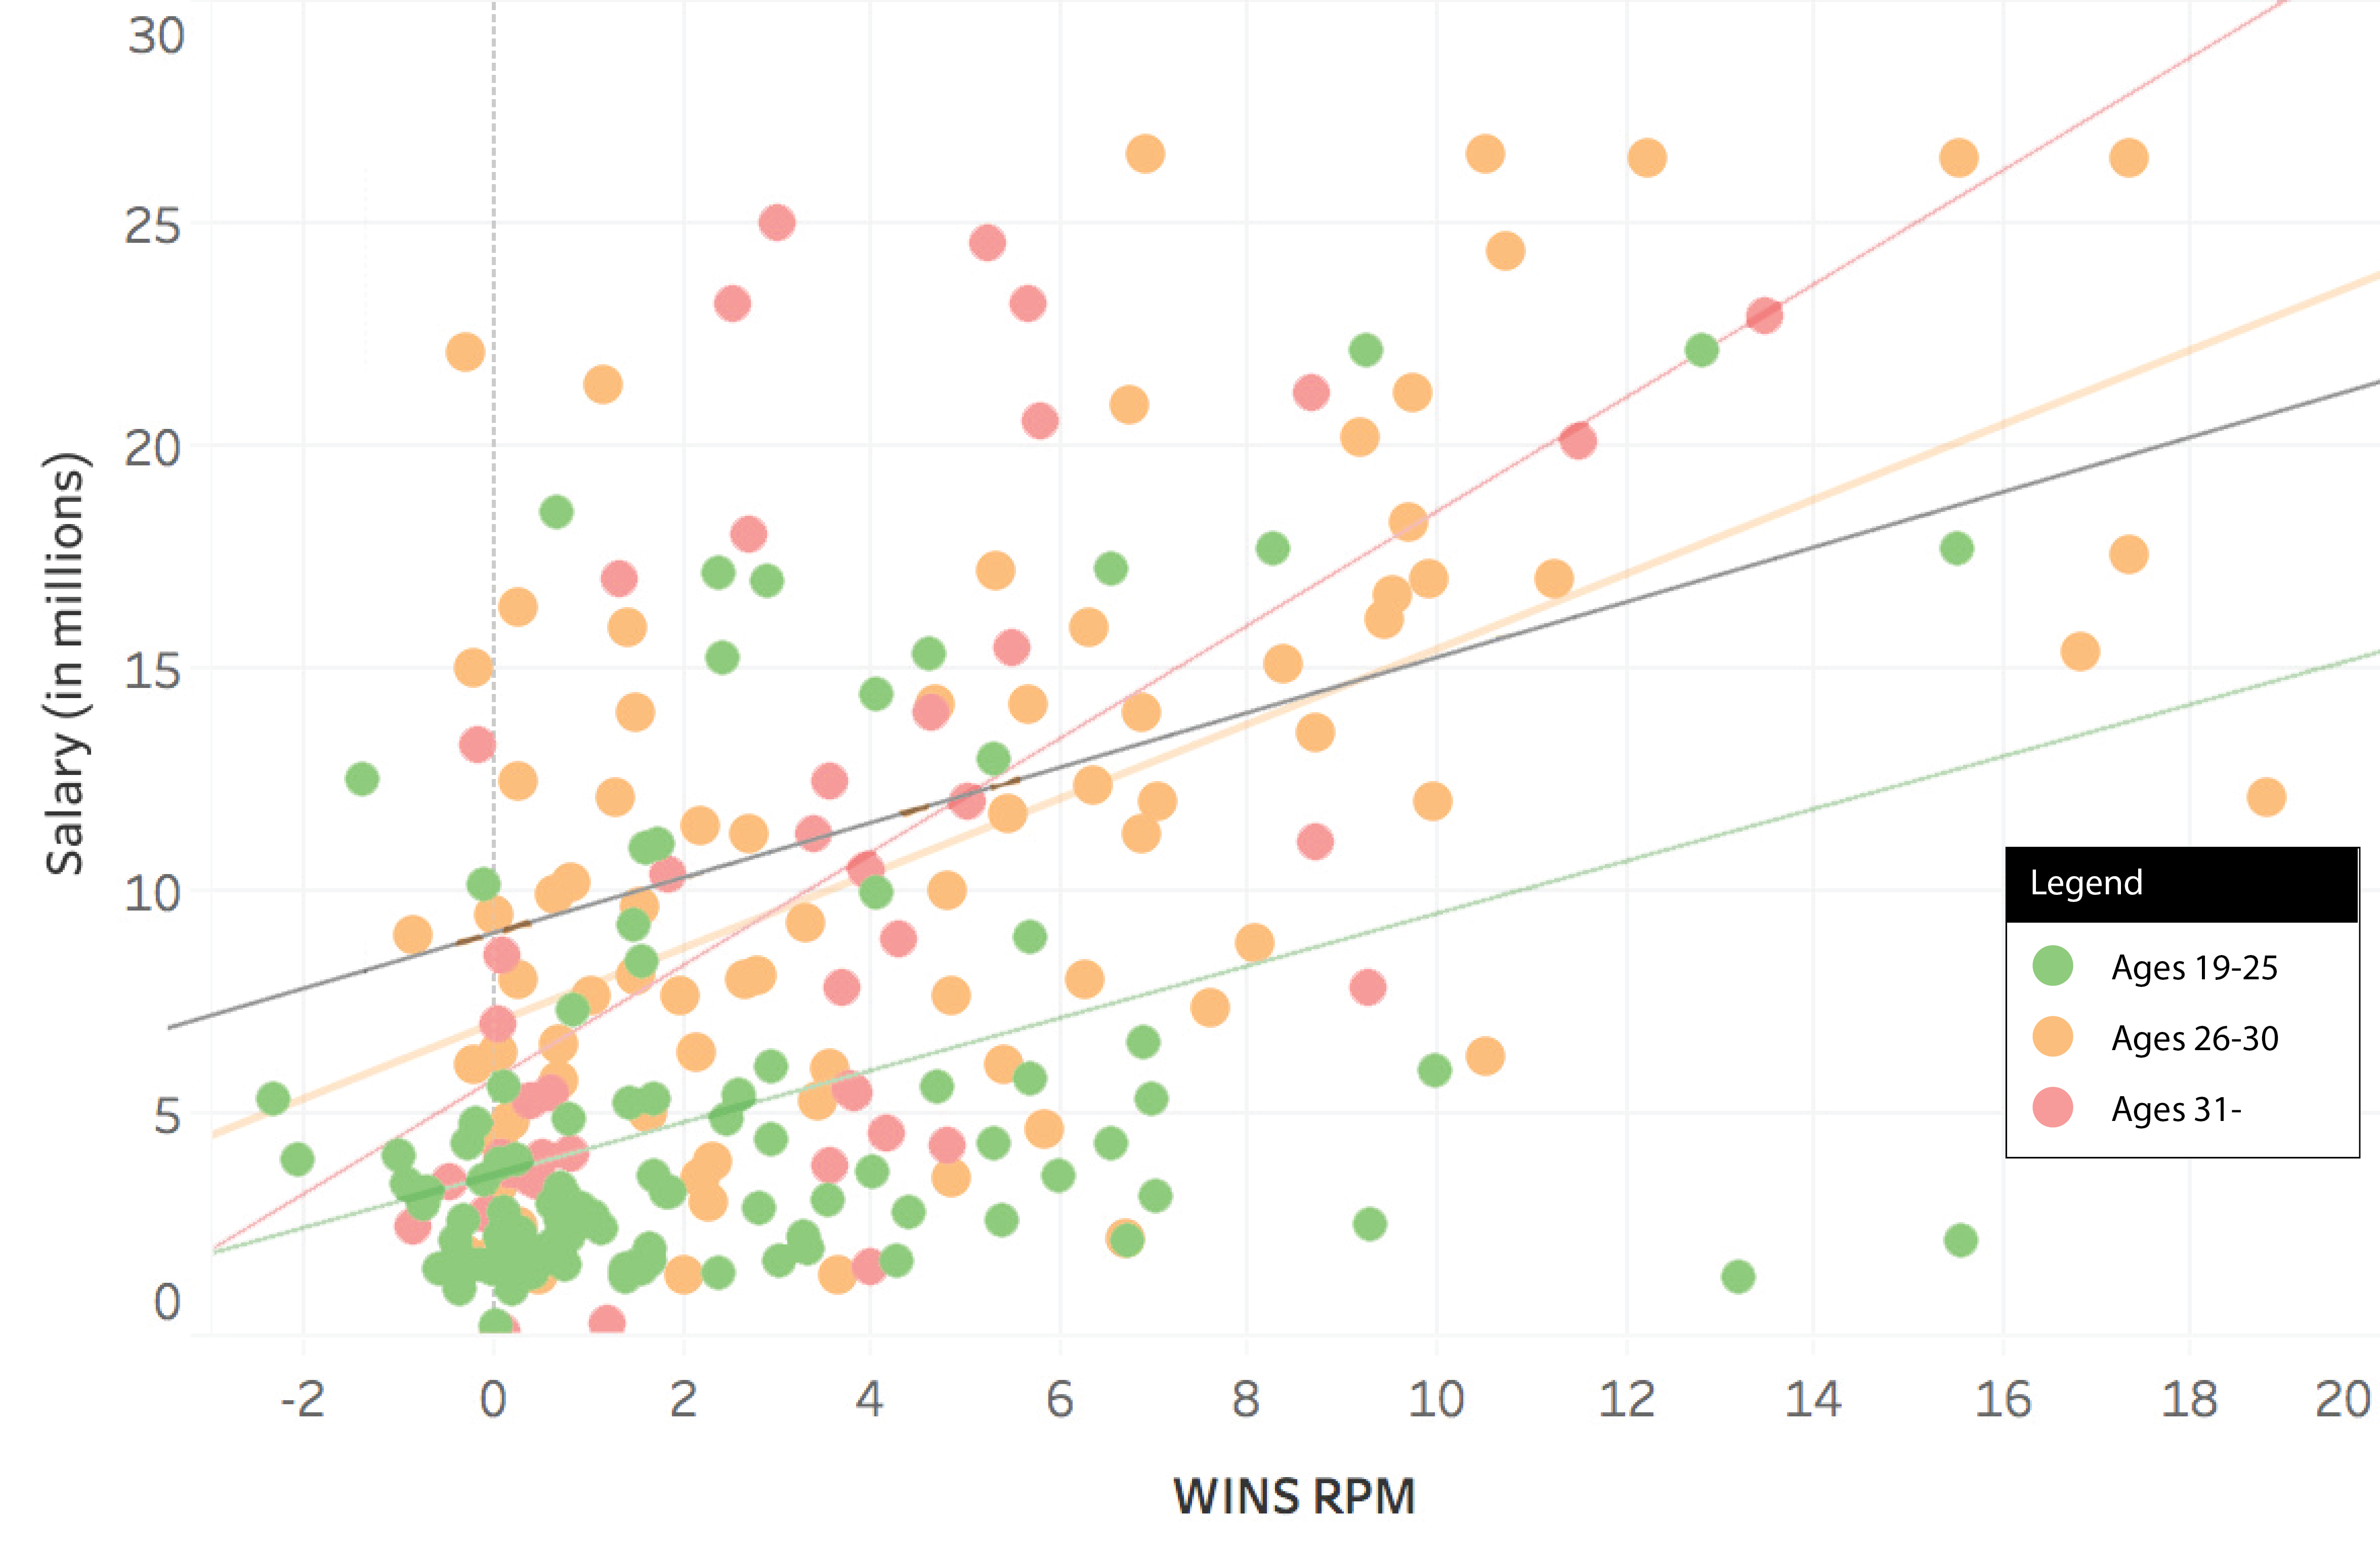 30
25
20
15
10
5
0
Salary (in millions)
-2 0 2 4 6 8 10 12 14 16 18 20
WINS RPM
Legend
Ages 19-25
Ages 26-30
Ages 31-